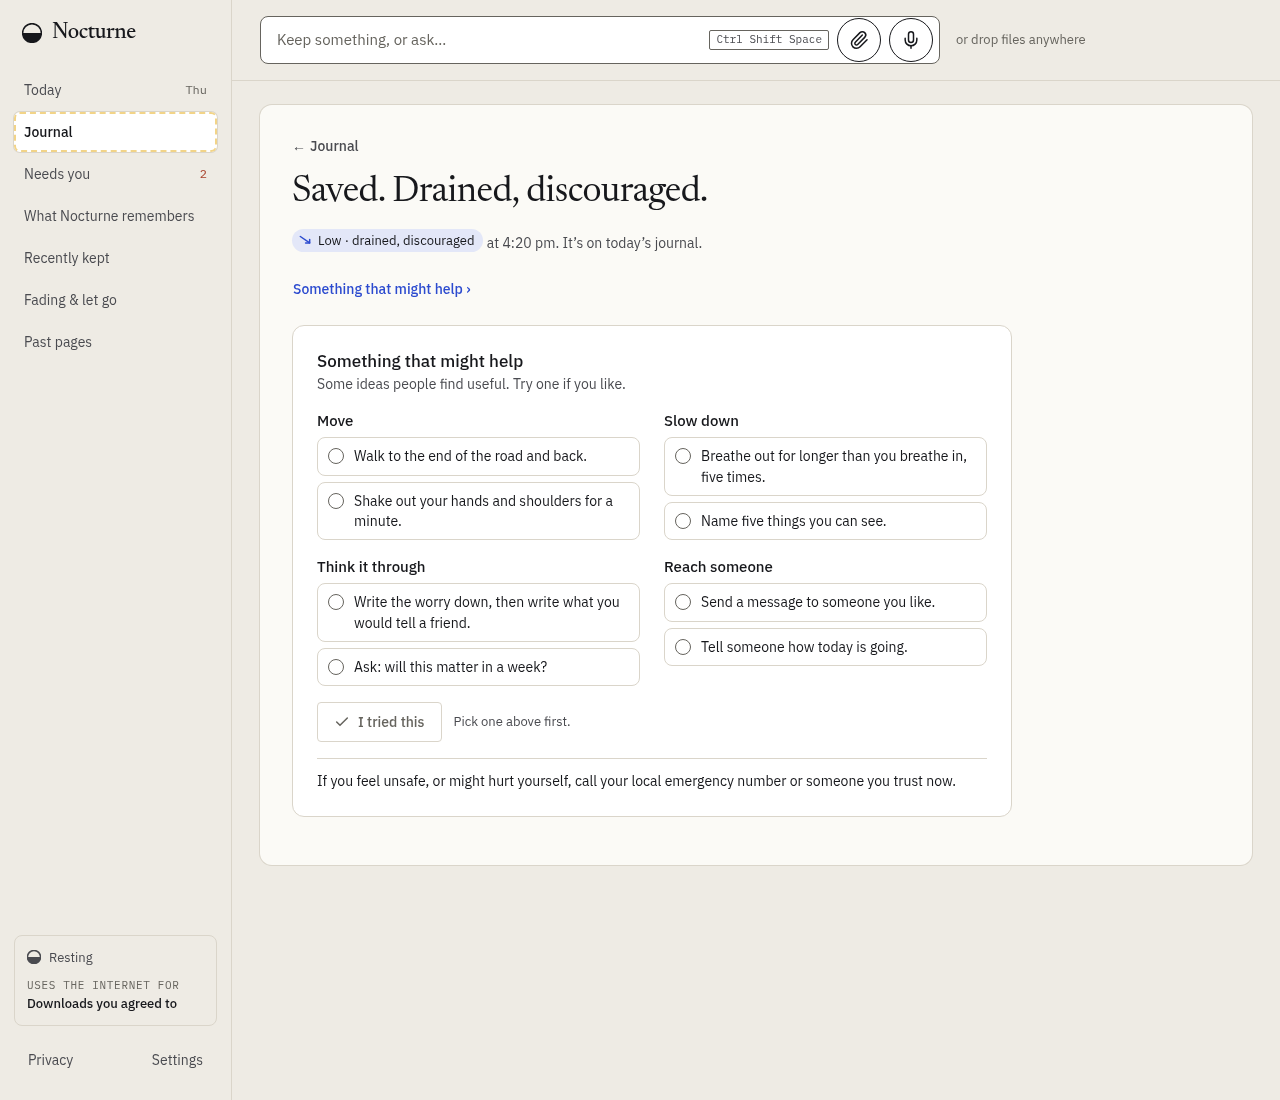 Nocturne
Today Thu
Journal
Needs you 2
What Nocturne remembers
Recently kept
Fading & let go
Past pages
Resting
USES THE INTERNET FOR
Downloads you agreed to
Privacy Settings
Keep something, or ask... Ctrl Shift Space or drop files anywhere
← Journal
Saved. Drained, discouraged.
Low · drained, discouraged at 4:20 pm. It’s on today’s journal.
Something that might help ›
Something that might help
Some ideas people find useful. Try one if you like.
Move
Walk to the end of the road and back.
Shake out your hands and shoulders for a
minute.
Slow down
Breathe out for longer than you breathe in,
five times.
Name five things you can see.
Think it through
Write the worry down, then write what you
would tell a friend.
Ask: will this matter in a week?
Reach someone
Send a message to someone you like.
Tell someone how today is going.
I tried this Pick one above first.
If you feel unsafe, or might hurt yourself, call your local emergency number or someone you trust now.